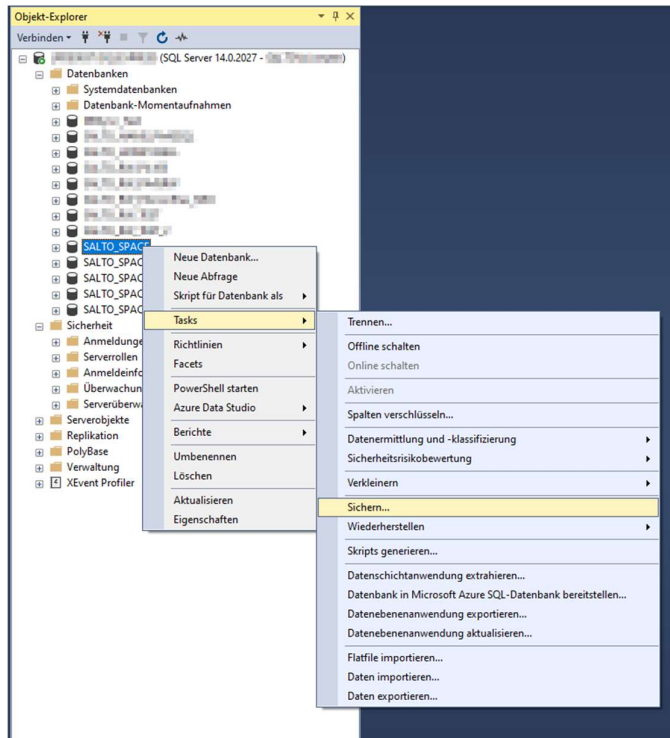 Objekt-Explorer
Verbinden
(SQL Server 14.0.2027 -
Datenbanken
Systemdatenbanken
Datenbank-Momentaufnahmen
SALTO_SPACE
SALTO_SPAC
SALTO_SPAC
SALTO_SPAC
SALTO_SPAC
Sicherheit
Anmeldunge
Serverrollen
Anmeldeinfo
Überwachun
Serverüberwa
Serverobjekte
Replikation
PolyBase
Verwaltung
XEvent Profiler
Neue Datenbank...
Neue Abfrage
Skript für Datenbank als
Tasks
Richtlinien
Facets
PowerShell starten
Azure Data Studio
Berichte
Umbenennen
Löschen
Aktualisieren
Eigenschaften
Trennen...
Offline schalten
Online schalten
Aktivieren
Spalten verschlüsseln...
Datenermittlung und -klassifizierung
Sicherheitsrisikobewertung
Verkleinern
Sichern...
Wiederherstellen
Skripts generieren...
Datenschichtanwendung extrahieren...
Datenbank in Microsoft Azure SQL-Datenbank bereitstellen...
Datenebenenanwendung exportieren...
Datenebenenanwendung aktualisieren...
Flatfile importieren...
Daten importieren...
Daten exportieren...